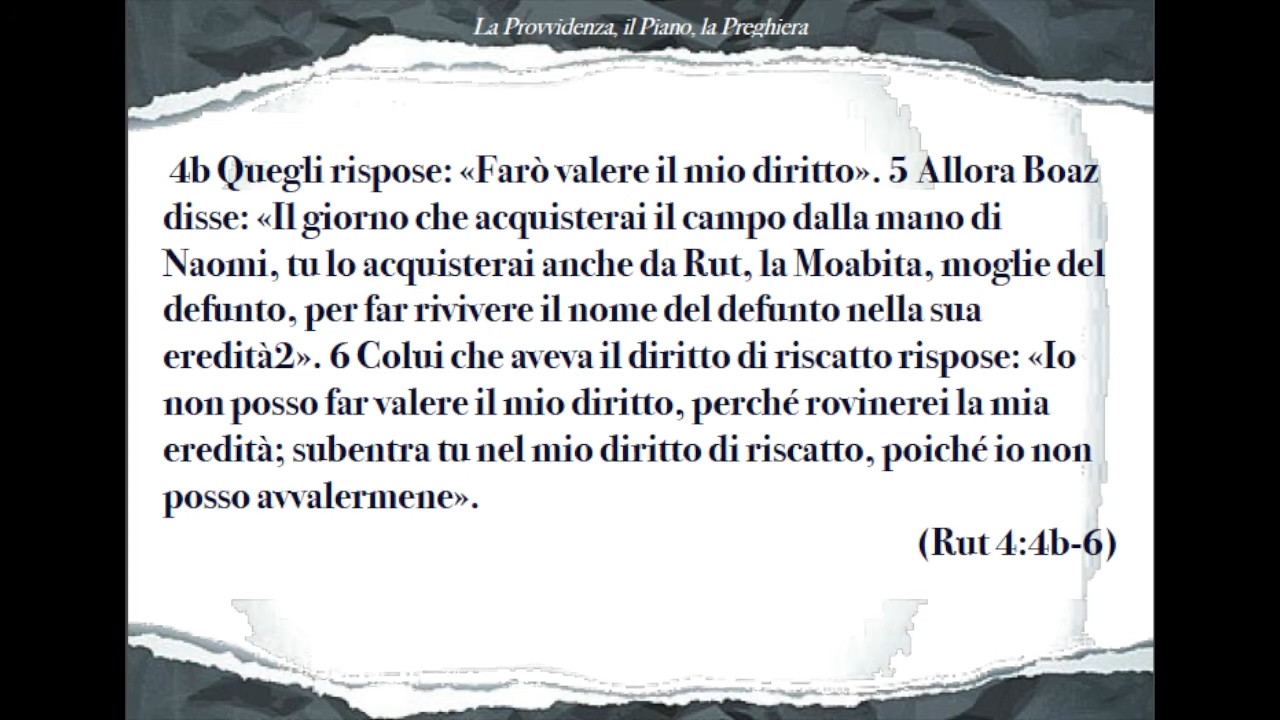 La Provvidenza, il Piano, la Preghiera
4b Quegli rispose: «Farò valere il mio diritto». 5 Allora Boaz
disse: «Il giorno che acquisterai il campo dalla mano di
Naomi, tu lo acquisterai anche da Rut, la Moabita, moglie del
defunto, per far rivivere il nome del defunto nella sua
eredità2». 6 Colui che aveva il diritto di riscatto rispose: «Io
non posso far valere il mio diritto, perché rovinerei la mia
eredità; subentra tu nel mio diritto di riscatto, poiché io non
posso avvalermene».
(Rut 4:4b-6)